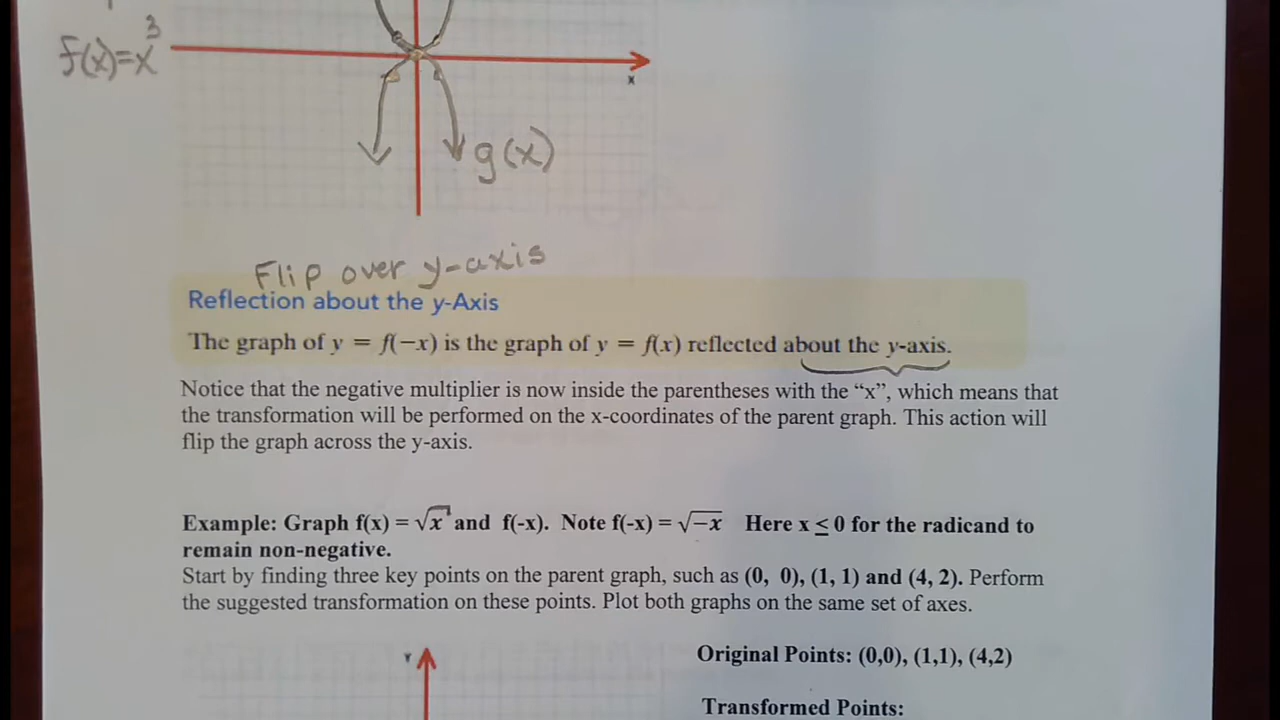 f(x)=x³
x
g(x)
Flip over y-axis
Reflection about the y-Axis
The graph of y = f(−x) is the graph of y = f(x) reflected about the y-axis.
Notice that the negative multiplier is now inside the parentheses with the “x”, which means that
the transformation will be performed on the x-coordinates of the parent graph. This action will
flip the graph across the y-axis.
Example: Graph f(x) = √x and f(-x). Note f(-x) = √−x Here x ≤ 0 for the radicand to
remain non-negative.
Start by finding three key points on the parent graph, such as (0, 0), (1, 1) and (4, 2). Perform
the suggested transformation on these points. Plot both graphs on the same set of axes.
Y
Original Points: (0,0), (1,1), (4,2)
Transformed Points: